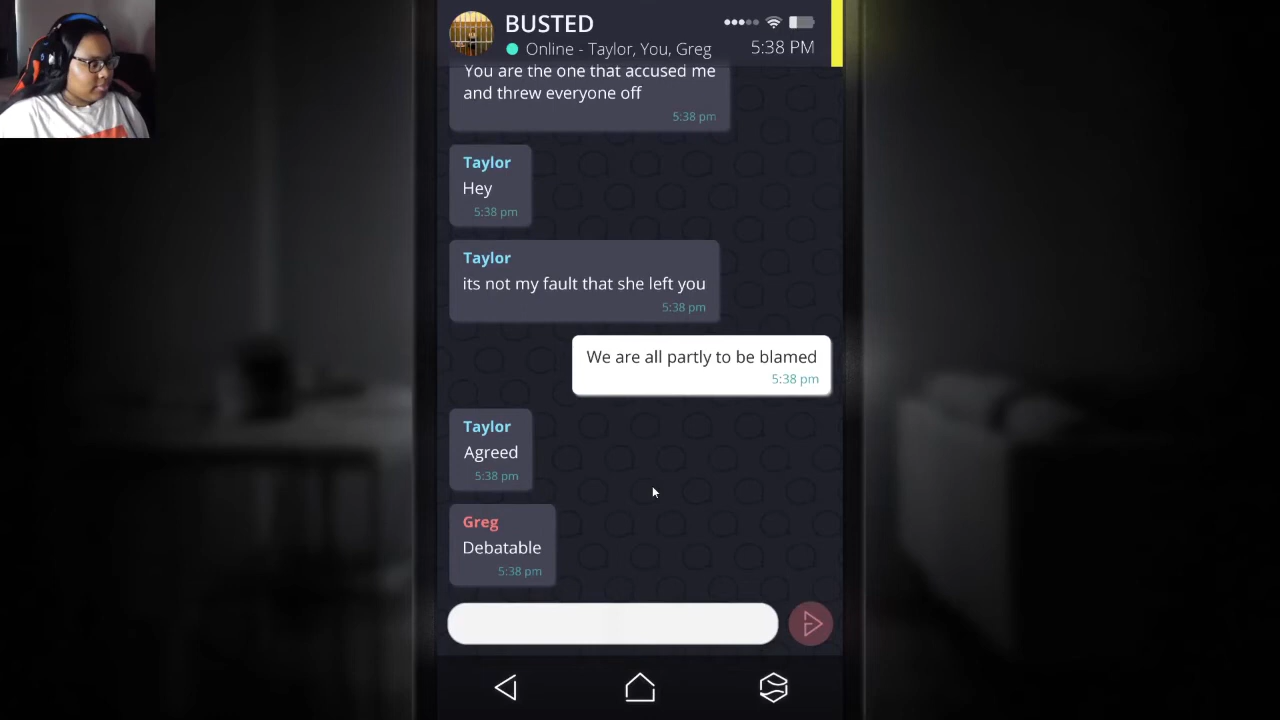 BUSTED
Online - Taylor, You, Greg
5:38 PM
You are the one that accused me
and threw everyone off
5:38 pm
Taylor
Hey
5:38 pm
Taylor
its not my fault that she left you
5:38 pm
We are all partly to be blamed
5:38 pm
Taylor
Agreed
5:38 pm
Greg
Debatable
5:38 pm